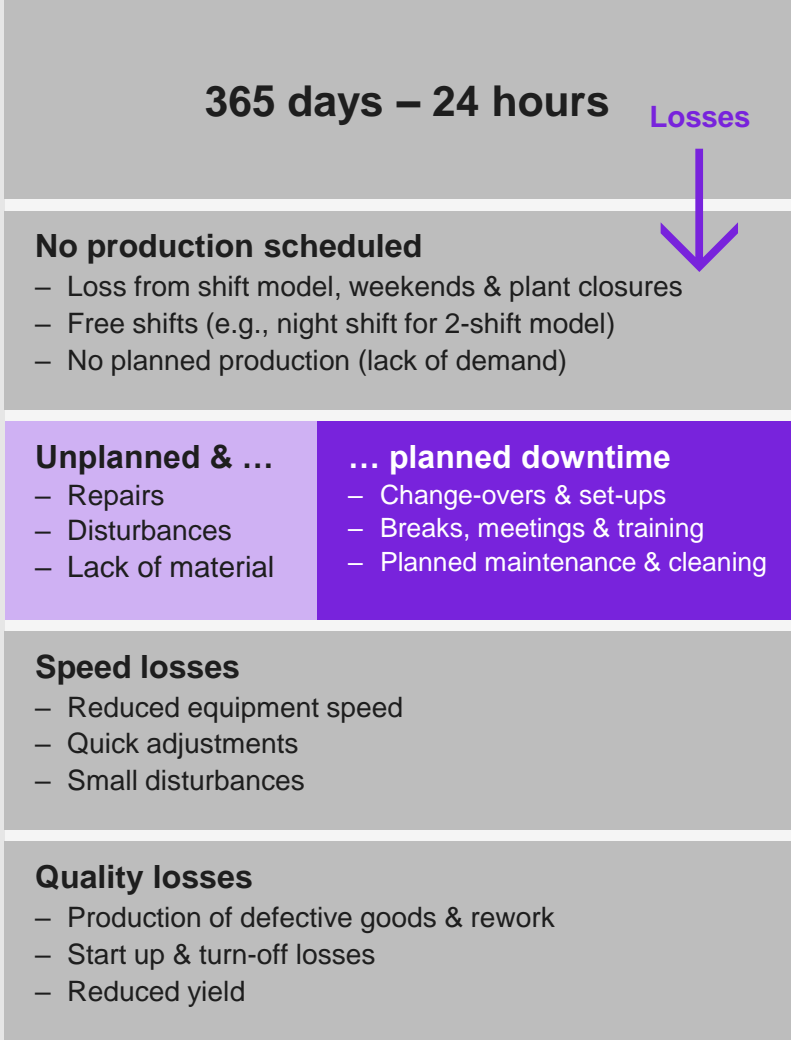 365 days – 24 hours
Losses
No production scheduled
– Loss from shift model, weekends & plant closures
– Free shifts (e.g., night shift for 2-shift model)
– No planned production (lack of demand)
Unplanned & …
– Repairs
– Disturbances
– Lack of material
… planned downtime
– Change-overs & set-ups
– Breaks, meetings & training
– Planned maintenance & cleaning
Speed losses
– Reduced equipment speed
– Quick adjustments
– Small disturbances
Quality losses
– Production of defective goods & rework
– Start up & turn-off losses
– Reduced yield